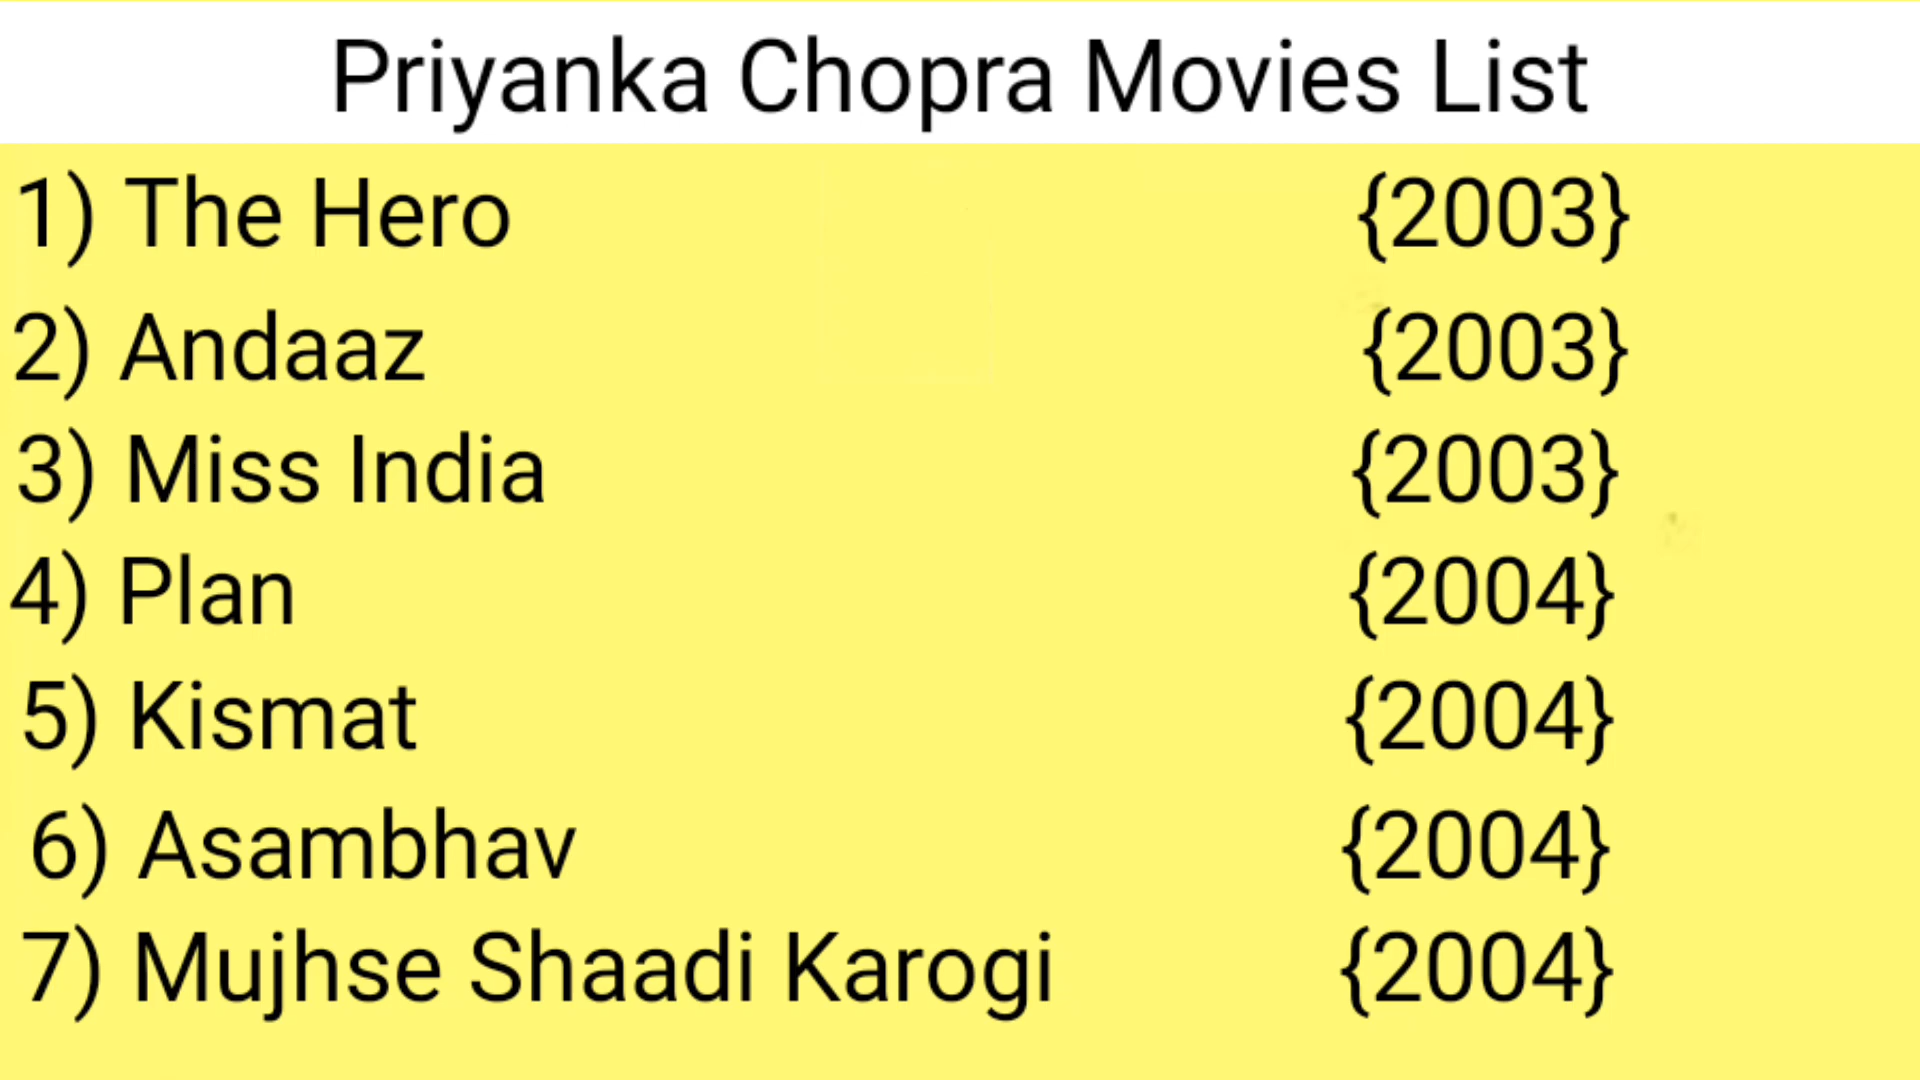 Priyanka Chopra Movies List
1) The Hero {2003}
2) Andaaz {2003}
3) Miss India {2003}
4) Plan {2004}
5) Kismat {2004}
6) Asambhav {2004}
7) Mujhse Shaadi Karogi {2004}